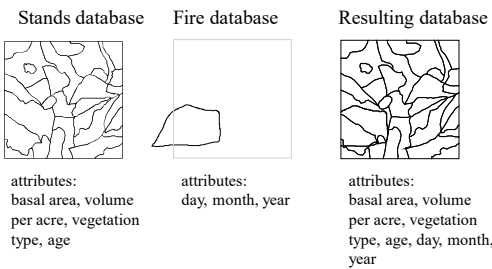 Stands database
Fire database
Resulting database
attributes:
basal area, volume
per acre, vegetation
type, age
attributes:
day, month, year
attributes:
basal area, volume
per acre, vegetation
type, age, day, month,
year